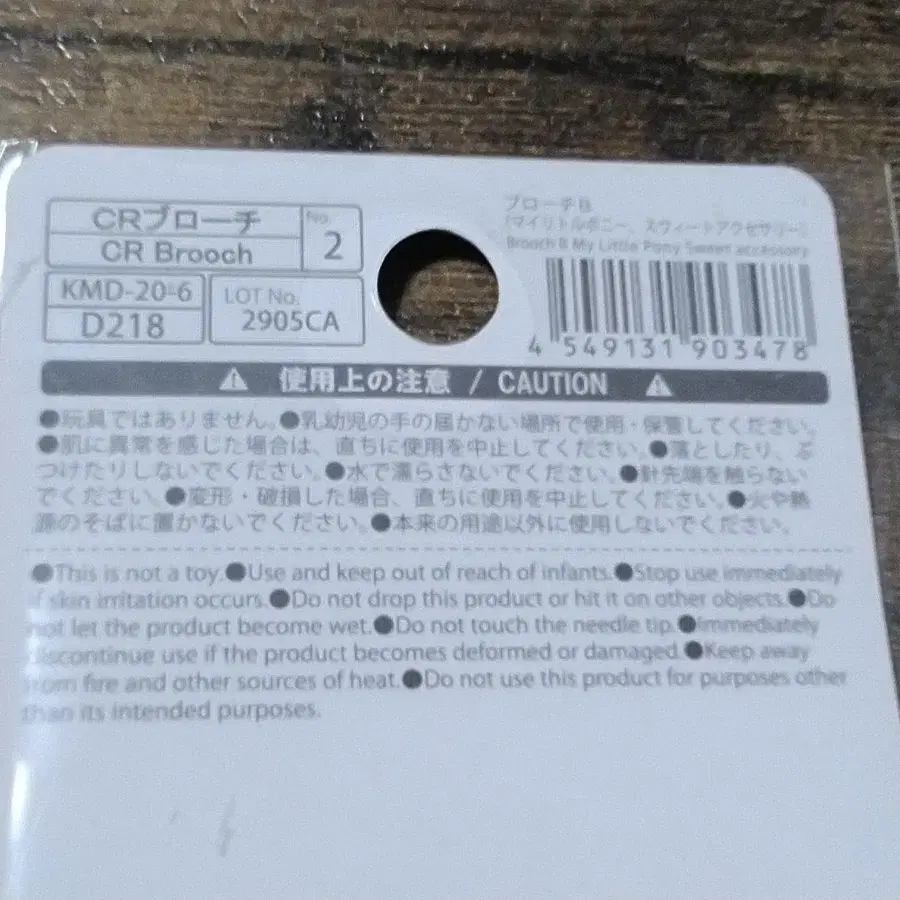 CRブローチ
CR Brooch
No.
2
KMD-20-6
D218
LOT No.
2905CA
ブローチB
(マイリトルポニー、スウィートアクセサリー)
Brooch B My Little Pony Sweet accessory
4 549131 903478
使用上の注意 / CAUTION
●玩具ではありません。●乳幼児の手の届かない場所で使用・保管してください。
●肌に異常を感じた場合は、直ちに使用を中止してください。●落としたり、ぶ
つけたりしないでください。●水で濡らさないでください。●針先端を触らない
でください。●変形・破損した場合、直ちに使用を中止してください。●火や熱
源のそばに置かないでください。●本来の用途以外に使用しないでください。
●This is not a toy.●Use and keep out of reach of infants.●Stop use immediately
if skin irritation occurs.●Do not drop this product or hit it on other objects.●Do
not let the product become wet.●Do not touch the needle tip.●Immediately
discontinue use if the product becomes deformed or damaged.●Keep away
from fire and other sources of heat.●Do not use this product for purposes other
than its intended purposes.